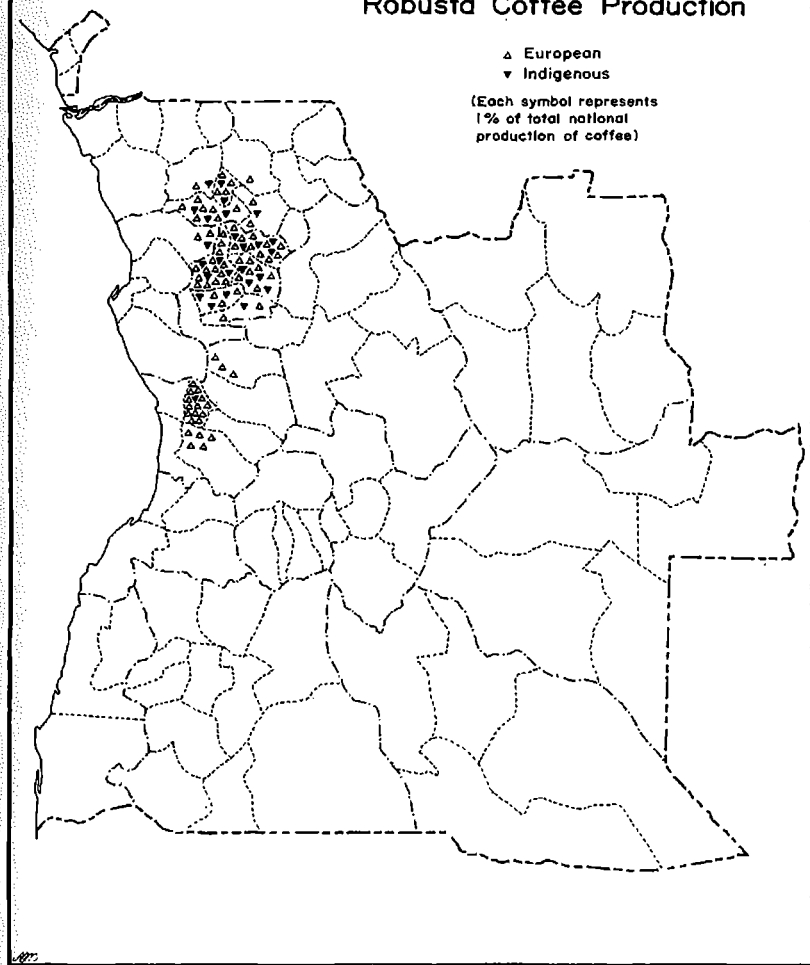 Robusta Coffee Production
△ European
▼ Indigenous
(Each symbol represents
1% of total national
production of coffee)